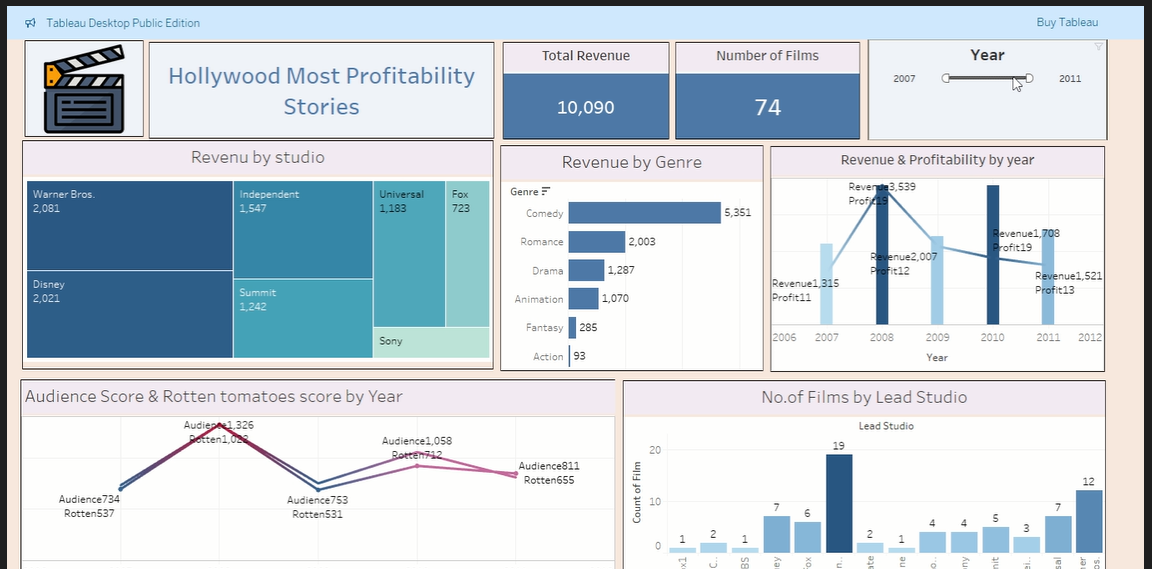 Tableau Desktop Public Edition
Buy Tableau
Hollywood Most Profitability
Stories
Total Revenue
10,090
Number of Films
74
Year
2007
2011
Revenu by studio
Warner Bros.
2,081
Disney
2,021
Independent
1,547
Summit
1,242
Universal
1,183
Fox
723
Sony
Revenue by Genre
Genre
Comedy
5,351
Romance
2,003
Drama
1,287
Animation
1,070
Fantasy
285
Action
93
Revenue & Profitability by year
Revenue3,539
Profit19
Revenue1,708
Profit19
Revenue2,007
Profit12
Revenue1,521
Profit13
Revenue1,315
Profit11
2006 2007 2008 2009 2010 2011 2012
Year
Audience Score & Rotten tomatoes score by Year
Audience1,326
Audience1,058
Rotten712
Audience811
Rotten655
Audience734
Rotten537
Audience753
Rotten531
No.of Films by Lead Studio
Lead Studio
Count of Film
20
10
0
1 2 1 7 6 19 2 1 4 4 5 3 7 12